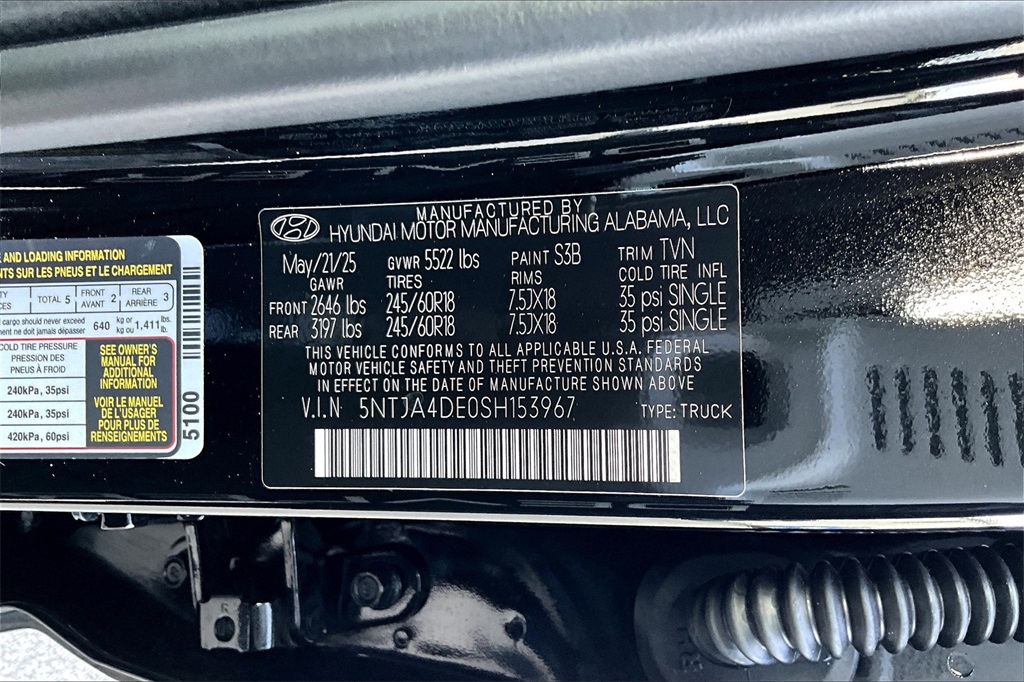 E AND LOADING INFORMATION
NTS SUR LES PNEUS ET LE CHARGEMENT
TOTAL 5 FRONT AVANT 2 REAR ARRIÈRE 3
cargo should never exceed
ment ne doit jamais dépasser 640 kg or kg ou 1,411 lbs. lb.
COLD TIRE PRESSURE
PRESSION DES
PNEUS À FROID
240kPa, 35psi
240kPa, 35psi
420kPa, 60psi
SEE OWNER'S
MANUAL FOR
ADDITIONAL
INFORMATION
VOIR LE MANUEL
DE L'USAGER
POUR PLUS DE
RENSEIGNEMENTS
5100
MANUFACTURED BY
HYUNDAI MOTOR MANUFACTURING ALABAMA, LLC
May/21/25 GVWR 5522 lbs PAINT S3B TRIM TVN
GAWR TIRES RIMS COLD TIRE INFL
FRONT 2646 lbs 245/60R18 7.5JX18 35 psi SINGLE
REAR 3197 lbs 245/60R18 7.5JX18 35 psi SINGLE
THIS VEHICLE CONFORMS TO ALL APPLICABLE U.S.A. FEDERAL
MOTOR VEHICLE SAFETY AND THEFT PREVENTION STANDARDS
IN EFFECT ON THE DATE OF MANUFACTURE SHOWN ABOVE.
V.I.N 5NTJA4DE0SH153967 TYPE: TRUCK